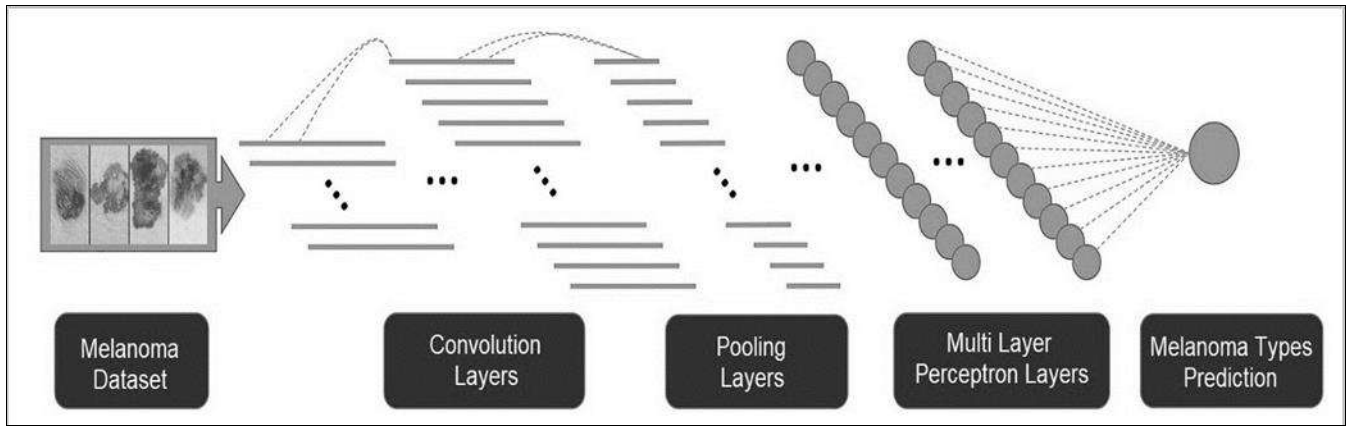 Melanoma
Dataset
Convolution
Layers
Pooling
Layers
Multi Layer
Perceptron Layers
Melanoma Types
Prediction